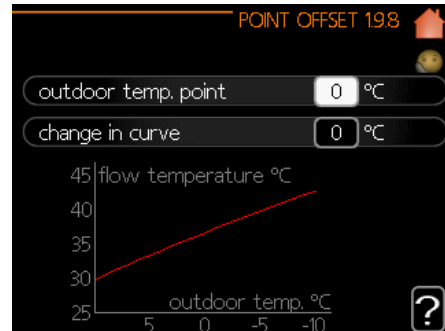 POINT OFFSET 1.9.8
outdoor temp. point 0 °C
change in curve 0 °C
45 flow temperature °C
40
35
30
25 outdoor temp. °C
5 0 -5 -10
?